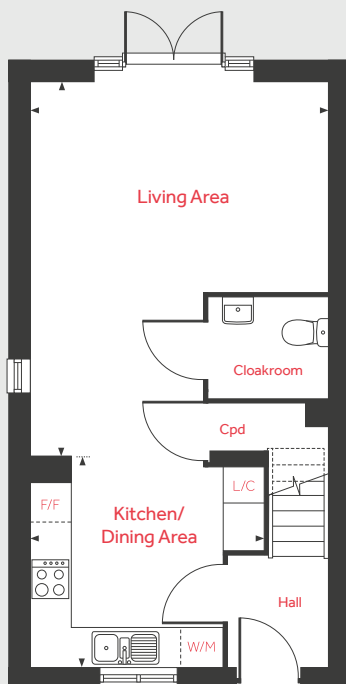 Living Area
Cloakroom
Cpd
L/C
F/F
Kitchen/
Dining Area
Hall
W/M